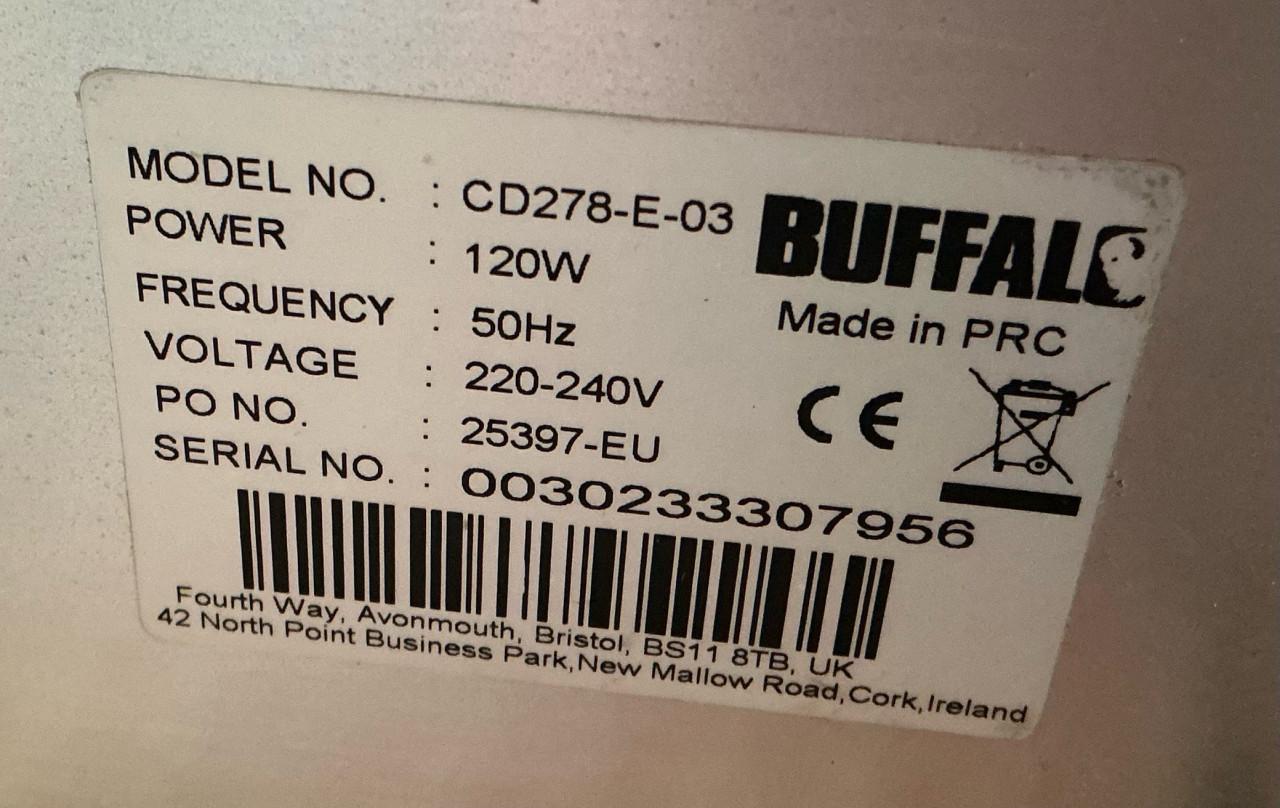 MODEL NO. : CD278-E-03
BUFFALO
POWER : 120W
Made in PRC
FREQUENCY : 50Hz
VOLTAGE : 220-240V
CE
PO NO. : 25397-EU
SERIAL NO. : 0030233307956
Fourth Way, Avonmouth, Bristol, BS11 8TB, UK
42 North Point Business Park,New Mallow Road,Cork,Ireland